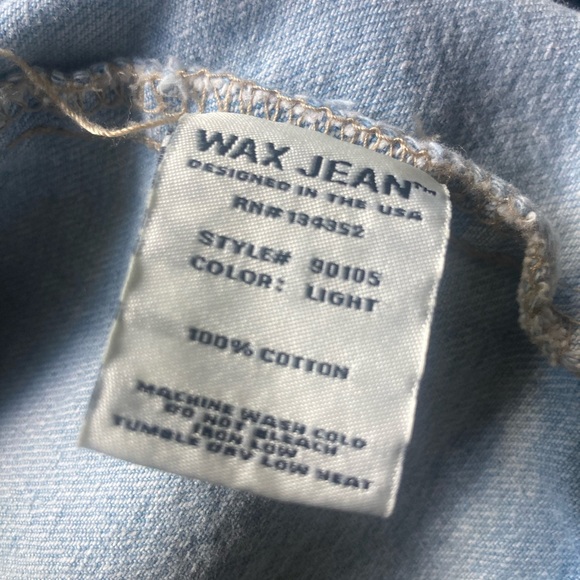 WAX JEAN™
DESIGNED IN THE USA
RN# 134352
STYLE# 90105
COLOR: LIGHT
100% COTTON
MACHINE WASH COLD
DO NOT BLEACH
IRON LOW
TUMBLE DRY LOW HEAT